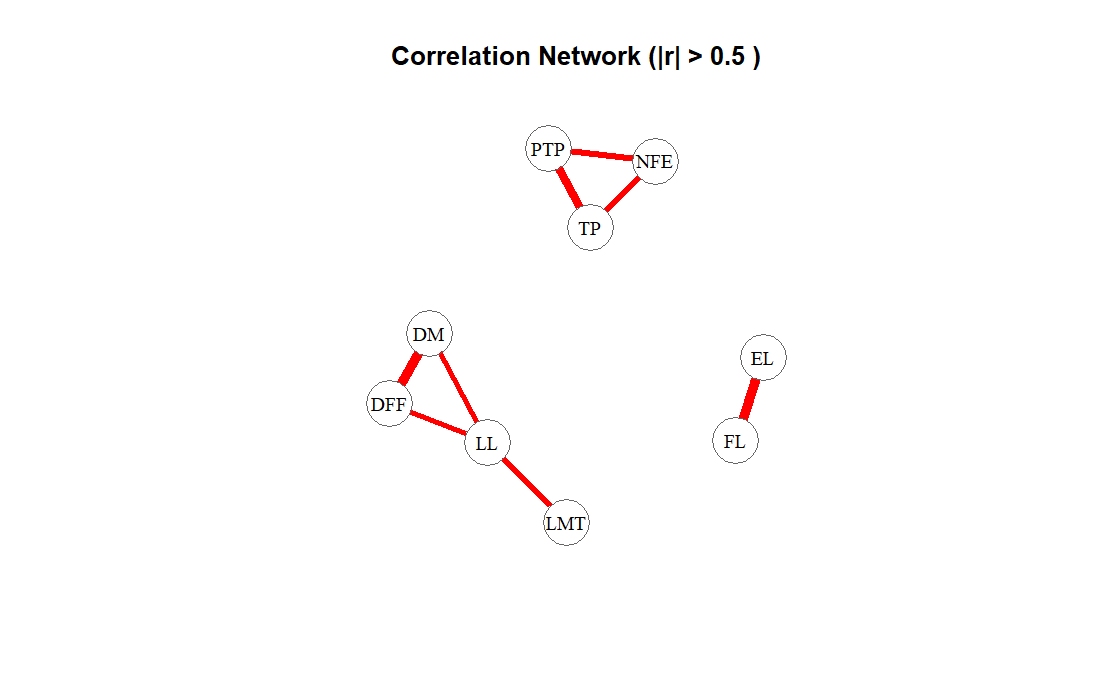 Correlation Network (|r| > 0.5 )
PTP
NFE
TP
DM
EL
DFF
FL
LL
LMT